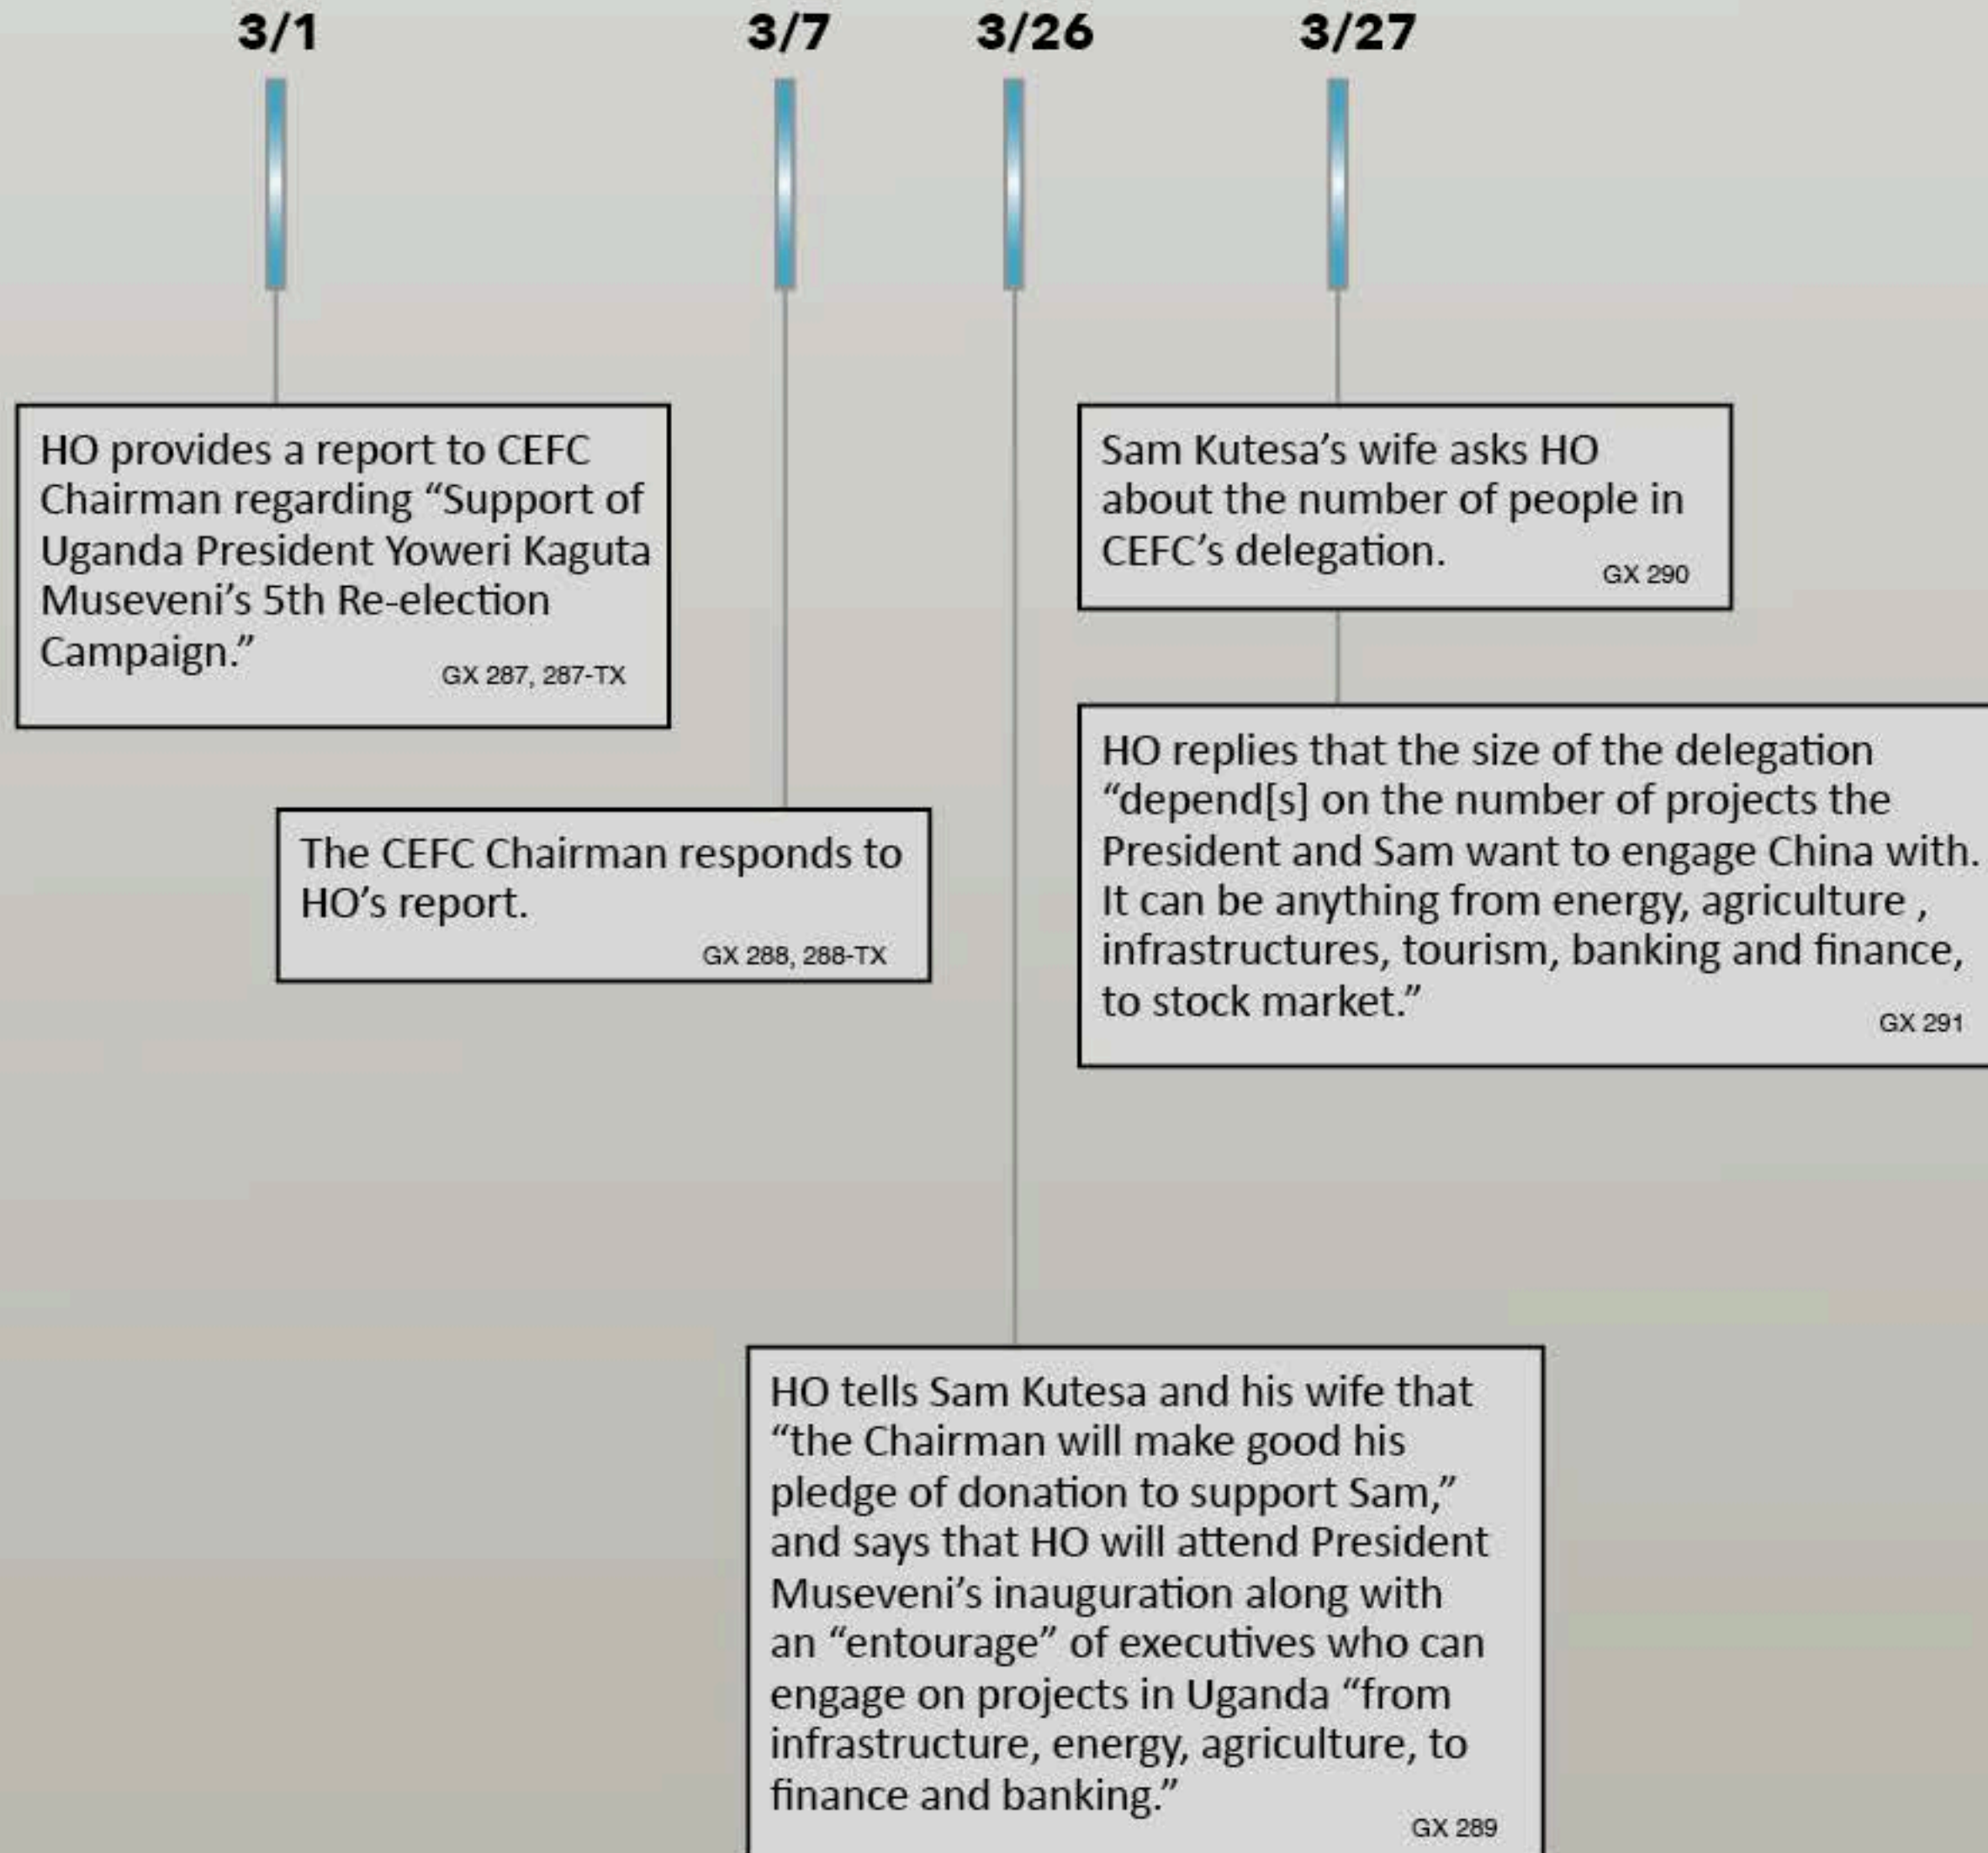 3/1
3/7
3/26
3/27
HO provides a report to CEFC
Chairman regarding “Support of
Uganda President Yoweri Kaguta
Museveni’s 5th Re-election
Campaign.”
GX 287, 287-TX
The CEFC Chairman responds to
HO’s report.
GX 288, 288-TX
HO tells Sam Kutesa and his wife that
“the Chairman will make good his
pledge of donation to support Sam,”
and says that HO will attend President
Museveni’s inauguration along with
an “entourage” of executives who can
engage on projects in Uganda “from
infrastructure, energy, agriculture, to
finance and banking.”
GX 289
Sam Kutesa’s wife asks HO
about the number of people in
CEFC’s delegation.
GX 290
HO replies that the size of the delegation
“depend[s] on the number of projects the
President and Sam want to engage China with.
It can be anything from energy, agriculture ,
infrastructures, tourism, banking and finance,
to stock market.”
GX 291